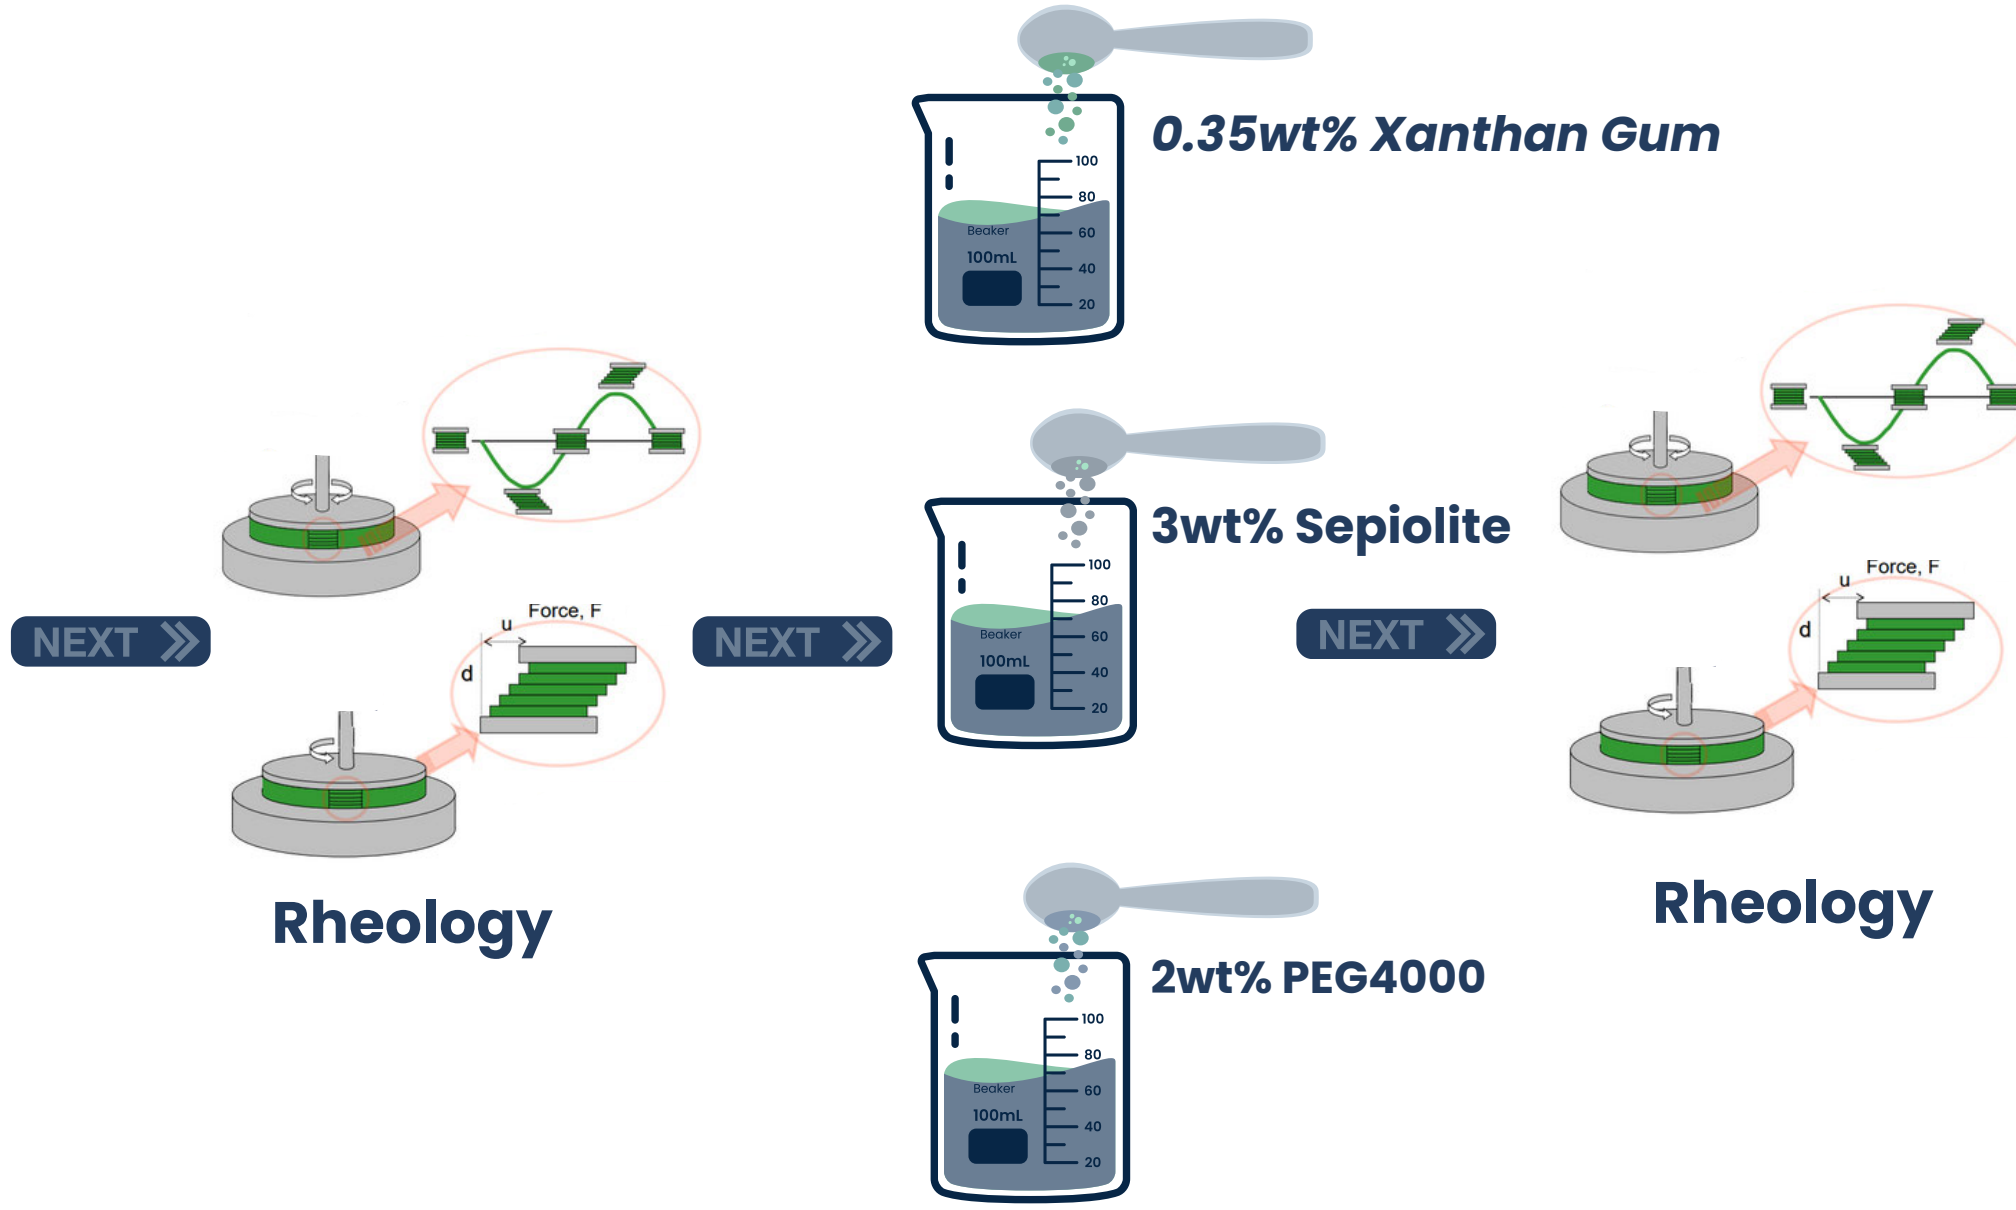 NEXT
Force, F
u
d
Rheology
NEXT
0.35wt% Xanthan Gum
100
80
60
40
20
Beaker
100mL
3wt% Sepiolite
100
80
60
40
20
Beaker
100mL
2wt% PEG4000
100
80
60
40
20
Beaker
100mL
NEXT
Force, F
u
d
Rheology